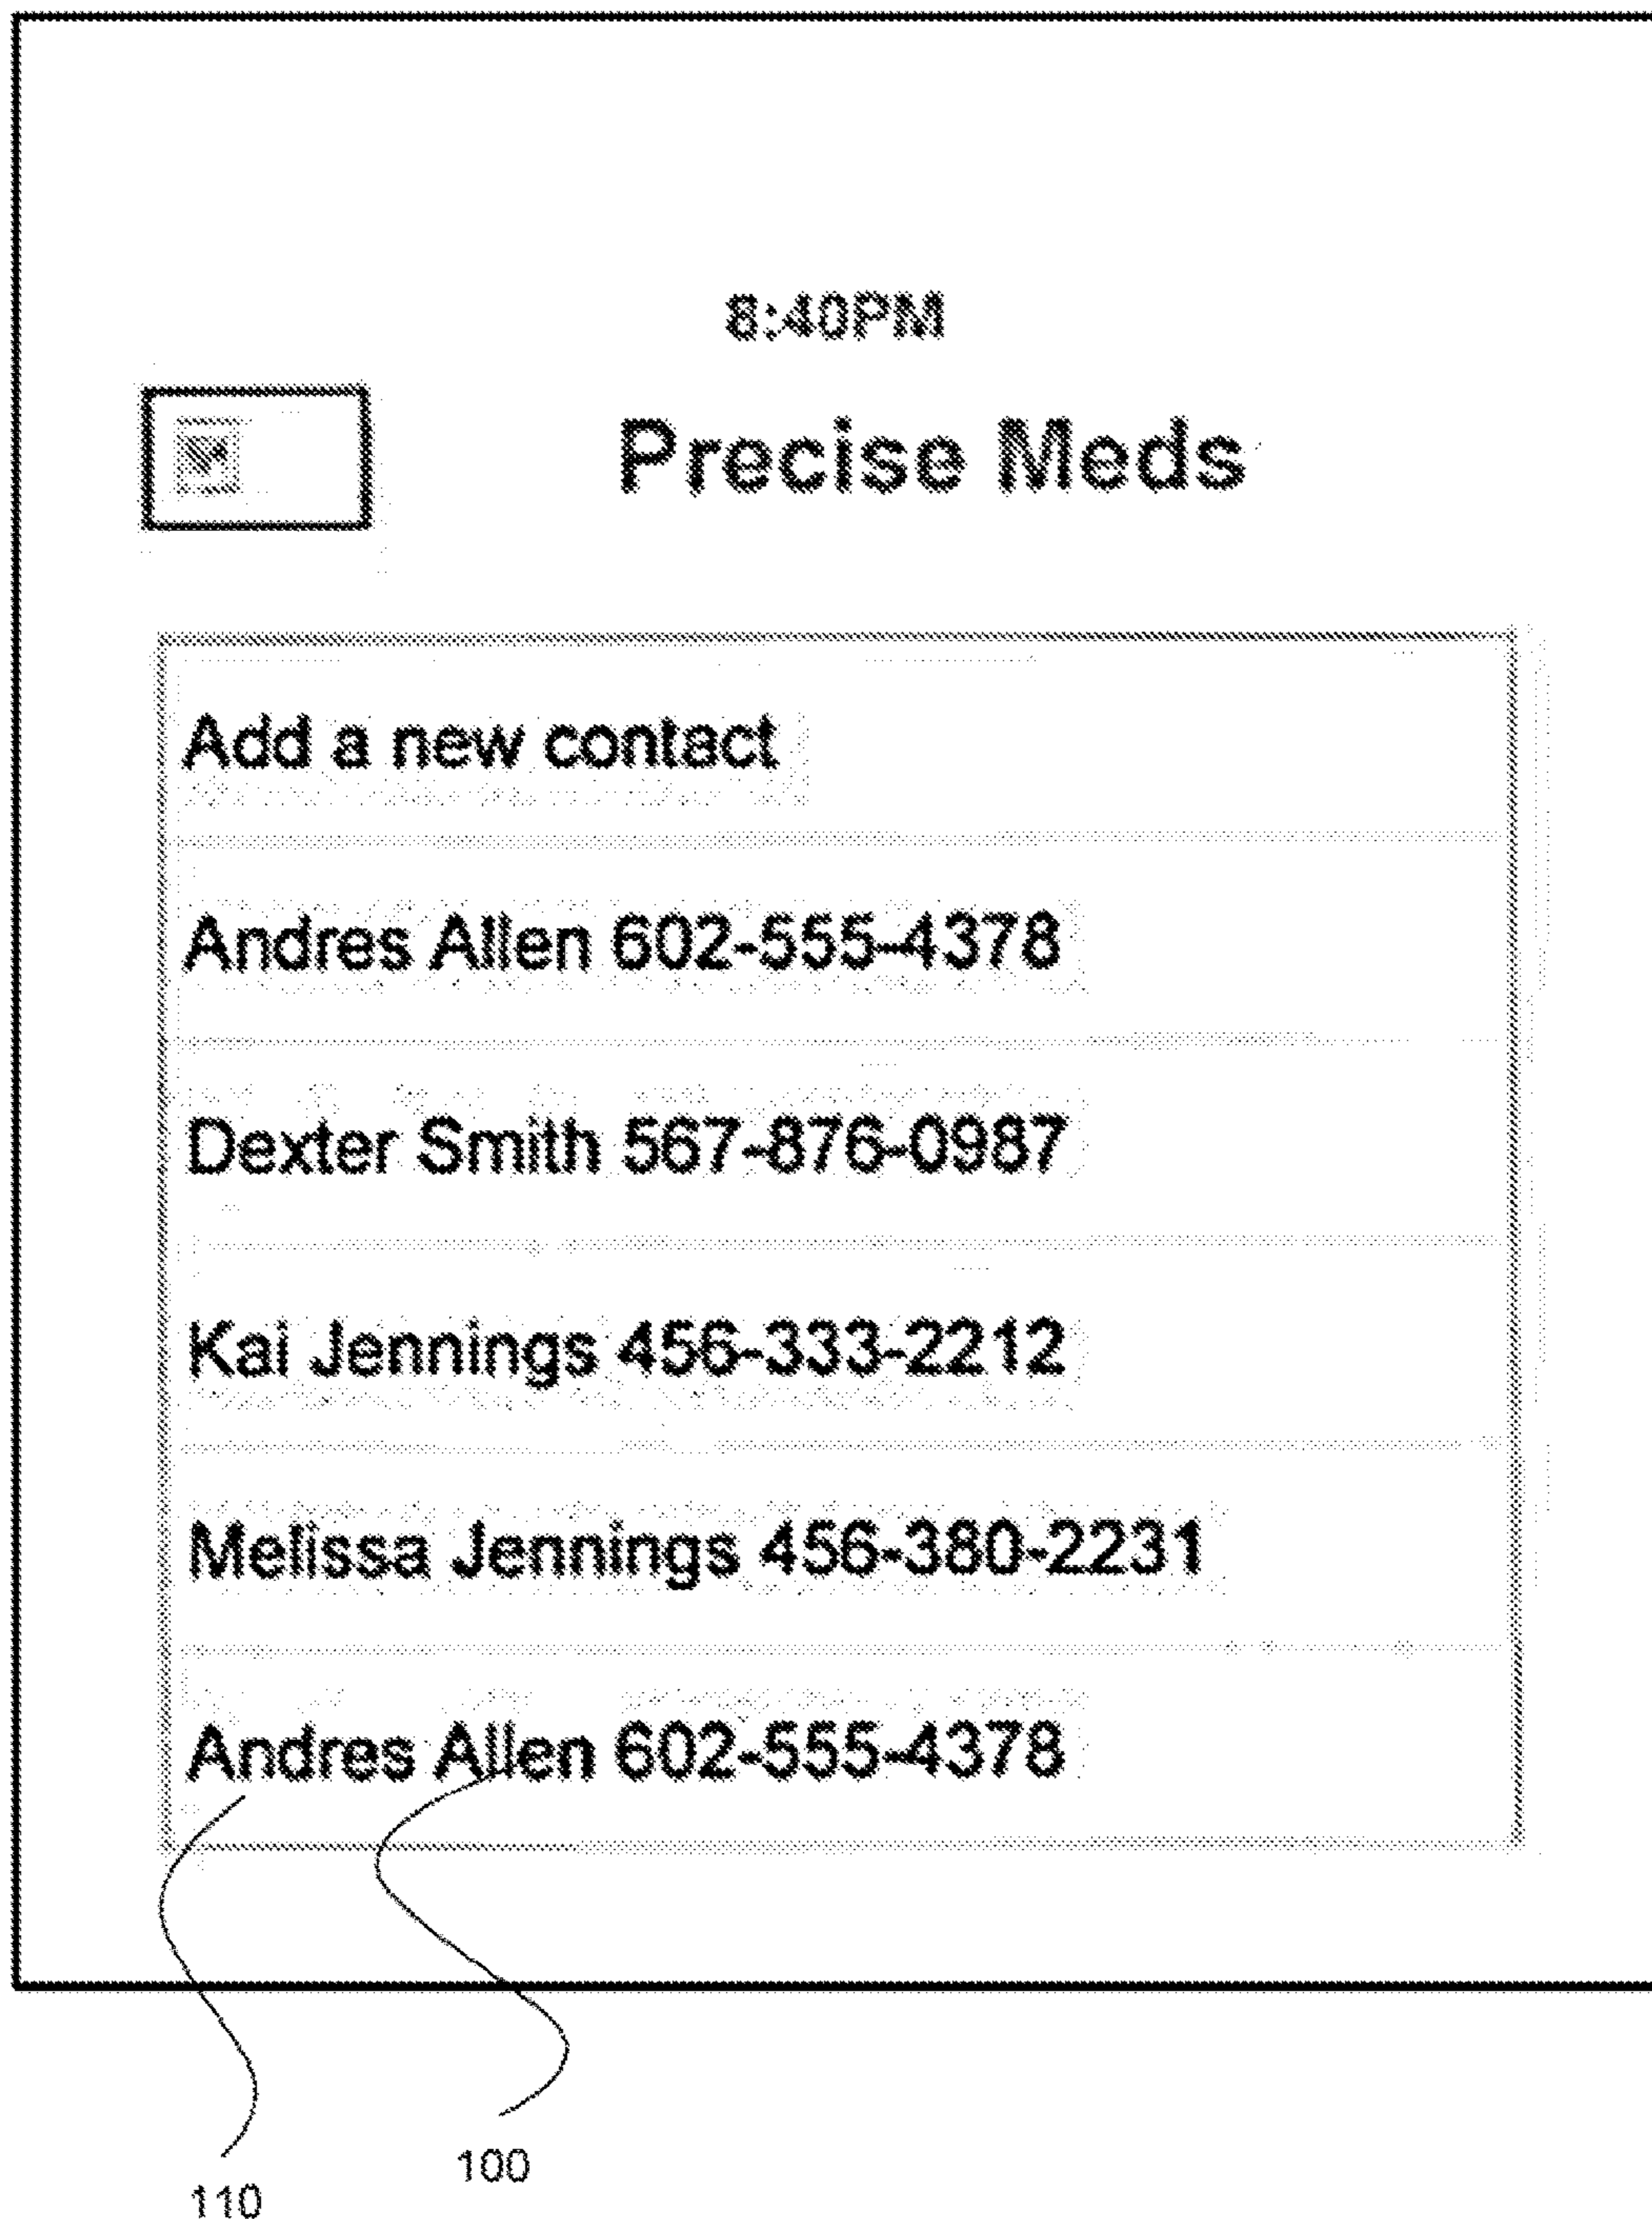 8:40PM
Precise Meds
Add a new contact
Andres Allen 602-555-4378
Dexter Smith 567-876-0987
Kai Jennings 456-333-2212
Melissa Jennings 456-380-2231
Andres Allen 602-555-4378
100
110